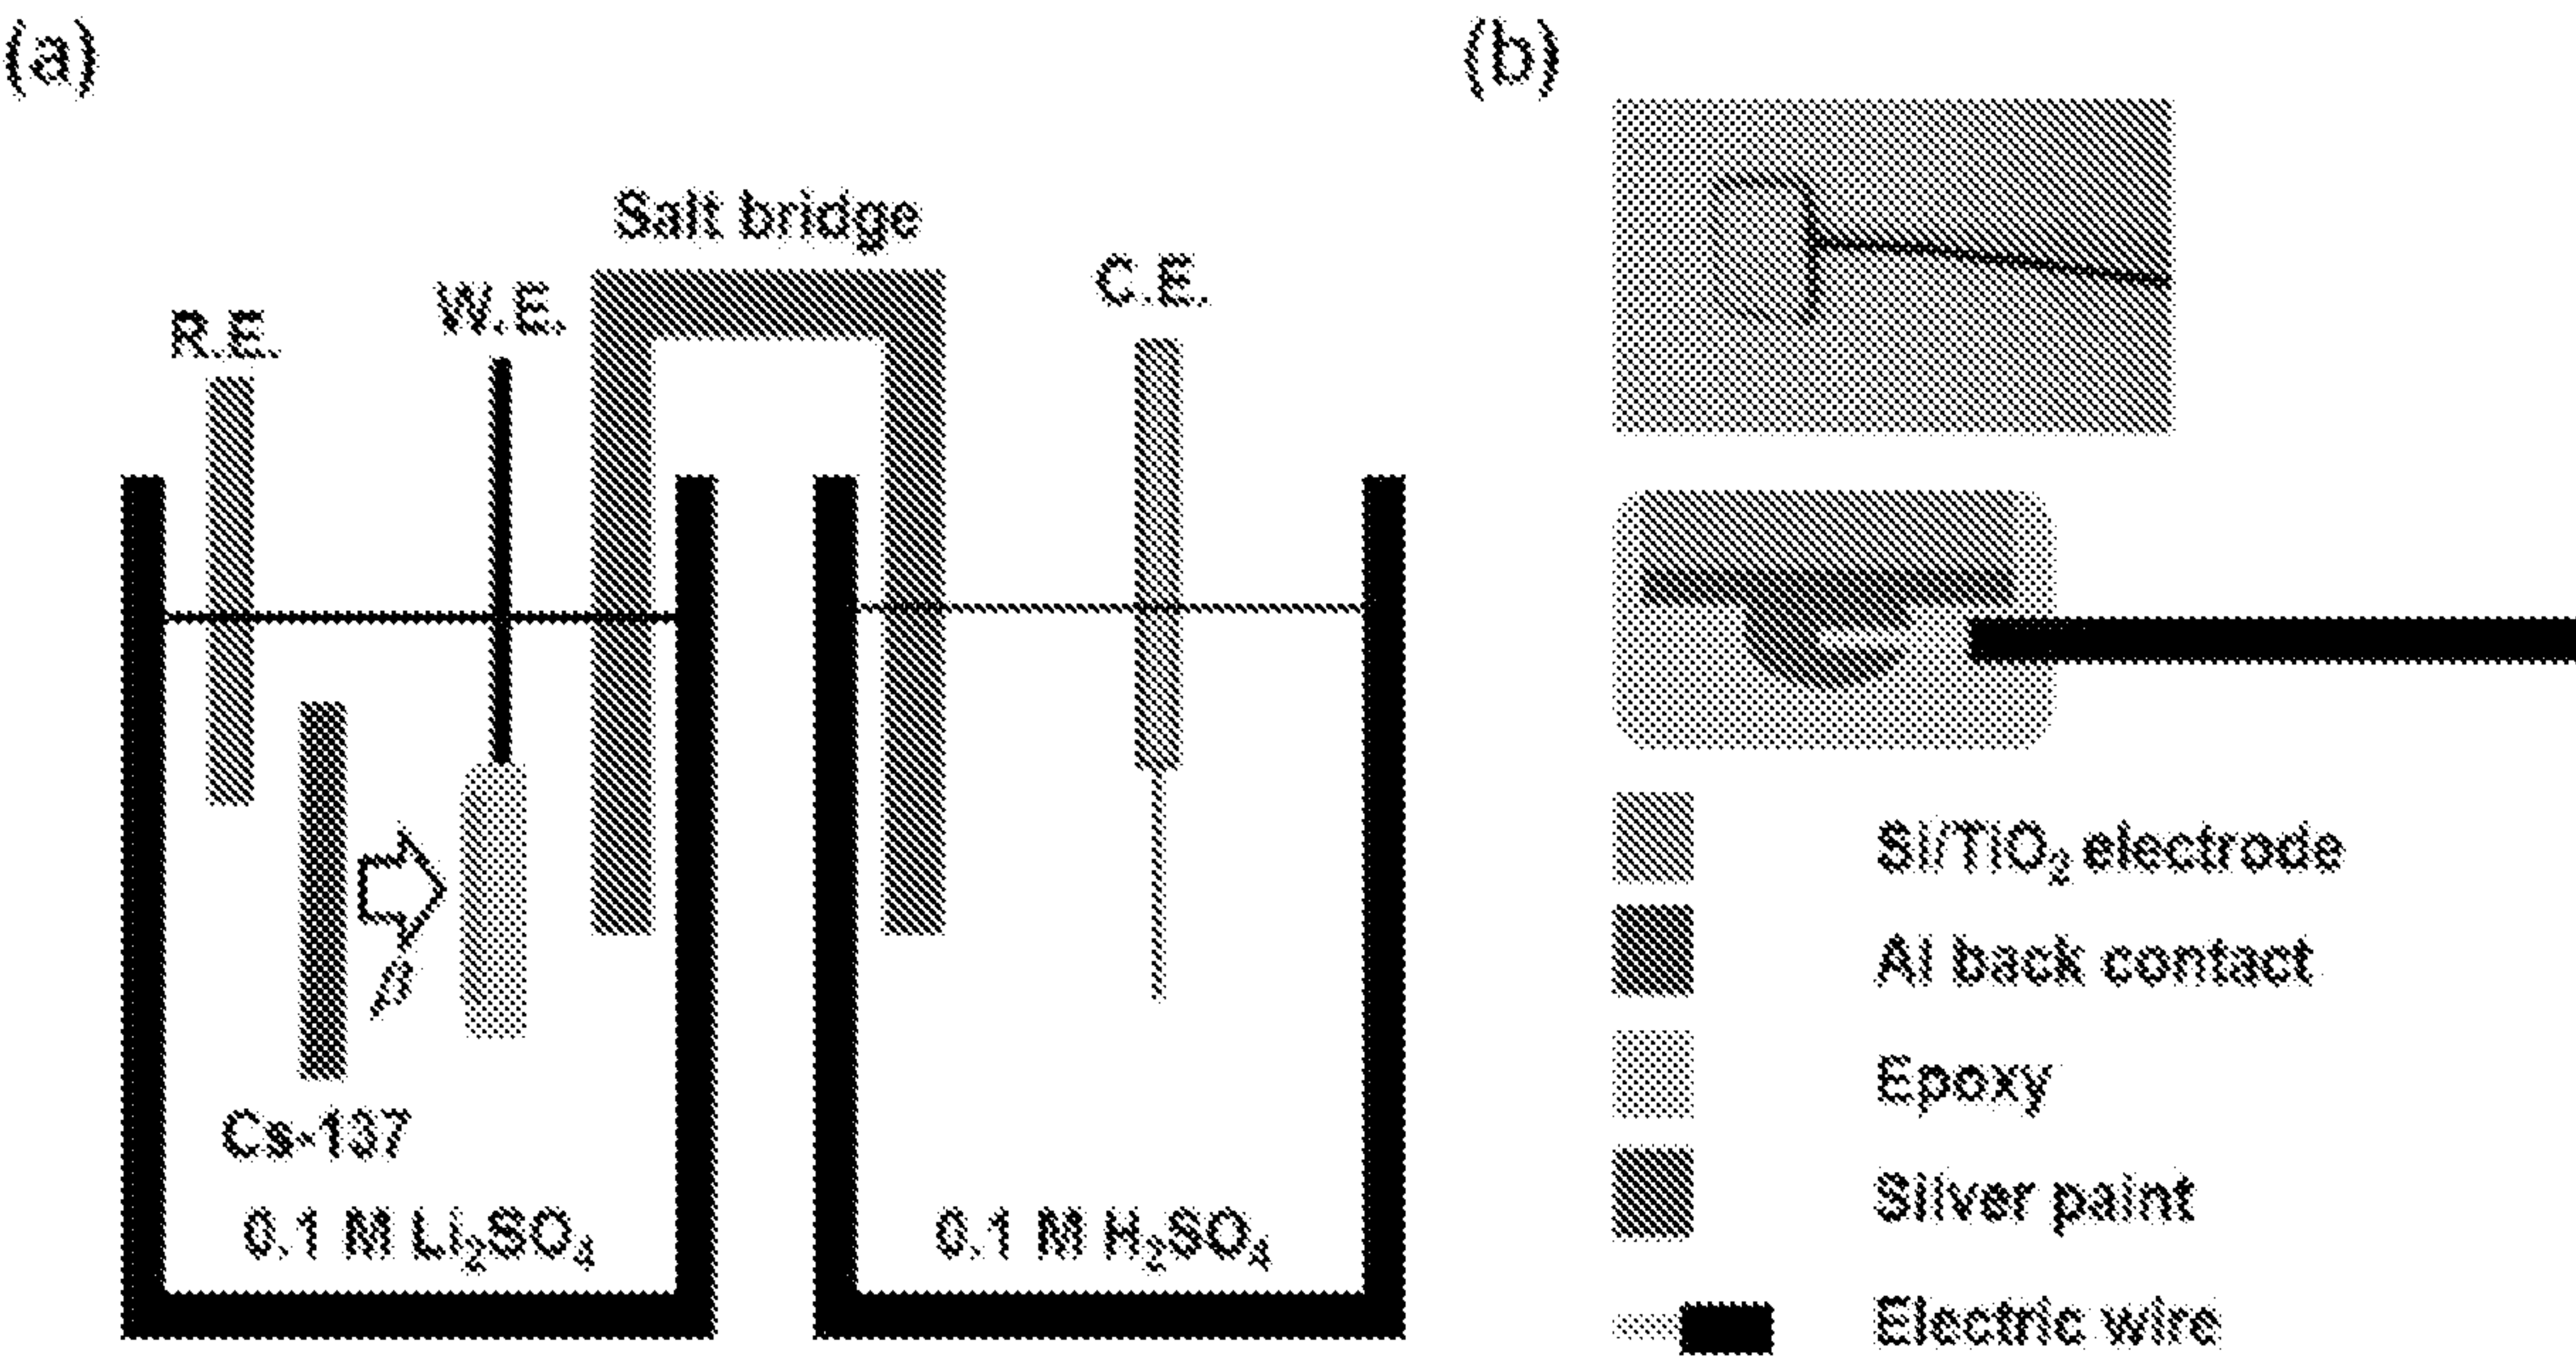 (a)
(b)
Salt bridge
R.E.
W.E.
C.E.
β
Cs-137
0.1 M Li₂SO₄
0.1 M H₂SO₄
Si/TiO₂ electrode
Al back contact
Epoxy
Silver paint
Electric wire